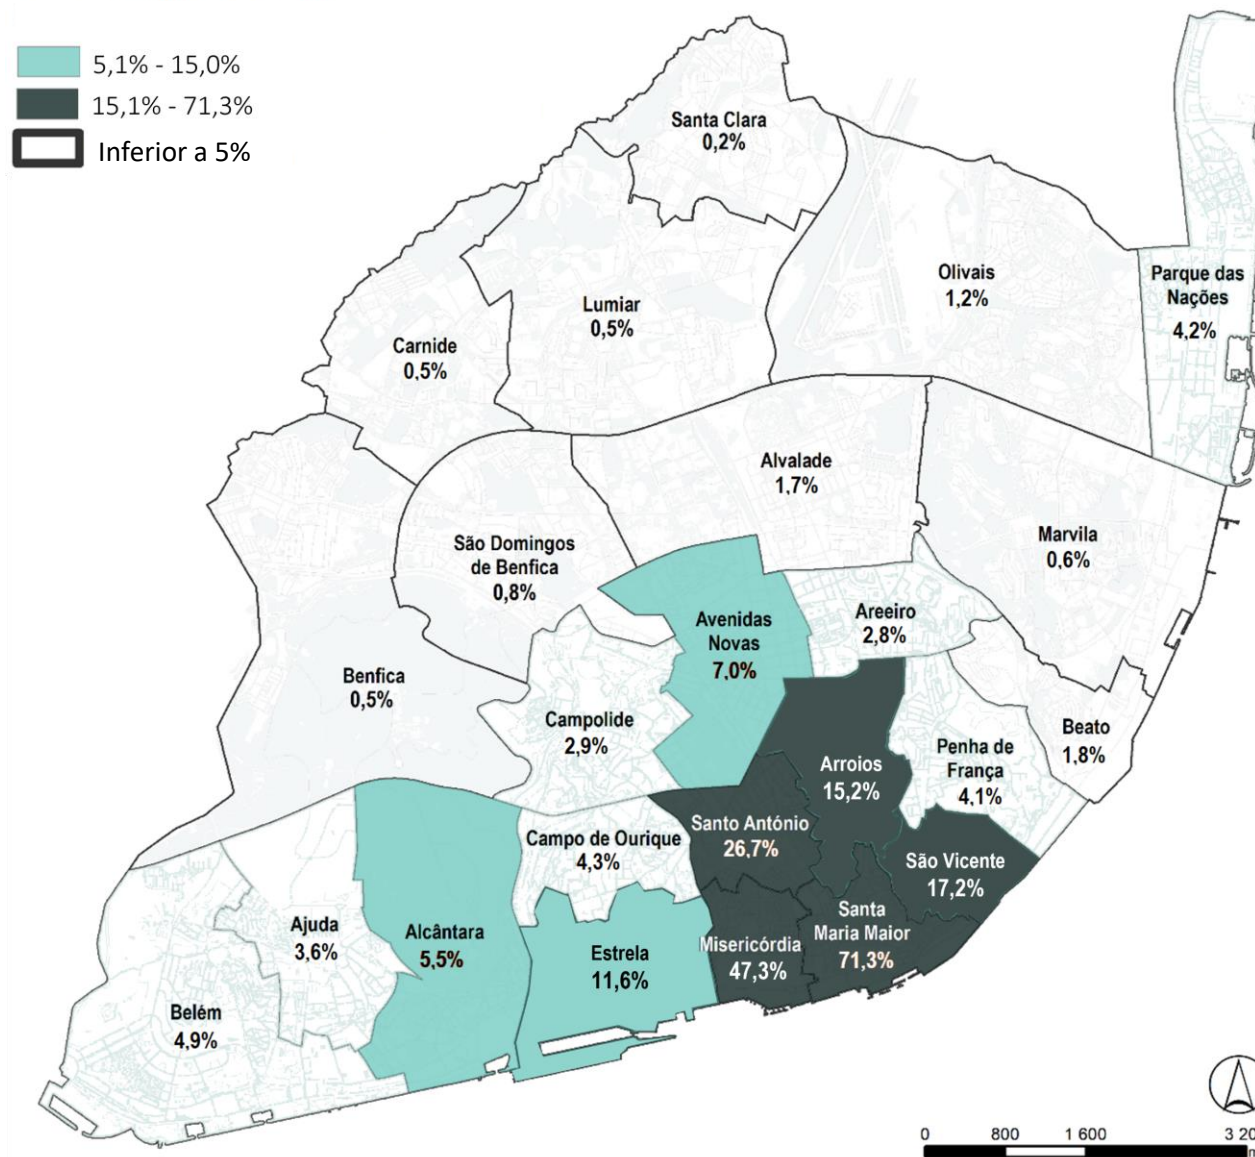 5,1% - 15,0%
15,1% - 71,3%
Inferior a 5%
Santa Clara
0,2%
Olivais
1,2%
Parque das
Nações
4,2%
Lumiar
0,5%
Carnide
0,5%
Alvalade
1,7%
Marvila
0,6%
São Domingos
de Benfica
0,8%
Areeiro
2,8%
Avenidas
Novas
7,0%
Benfica
0,5%
Campolide
2,9%
Beato
1,8%
Penha de
França
4,1%
Arroios
15,2%
Santo António
26,7%
Campo de Ourique
4,3%
São Vicente
17,2%
Ajuda
3,6%
Alcântara
5,5%
Estrela
11,6%
Misericórdia
47,3%
Santa
Maria Maior
71,3%
Belém
4,9%
0 800 1 600 3 20